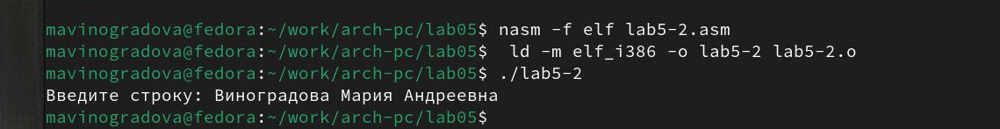 mavinogradova@fedora:~/work/arch-pc/lab05$ nasm -f elf lab5-2.asm
mavinogradova@fedora:~/work/arch-pc/lab05$  ld -m elf_i386 -o lab5-2 lab5-2.o
mavinogradova@fedora:~/work/arch-pc/lab05$ ./lab5-2
Введите строку: Виноградова Мария Андреевна
mavinogradova@fedora:~/work/arch-pc/lab05$